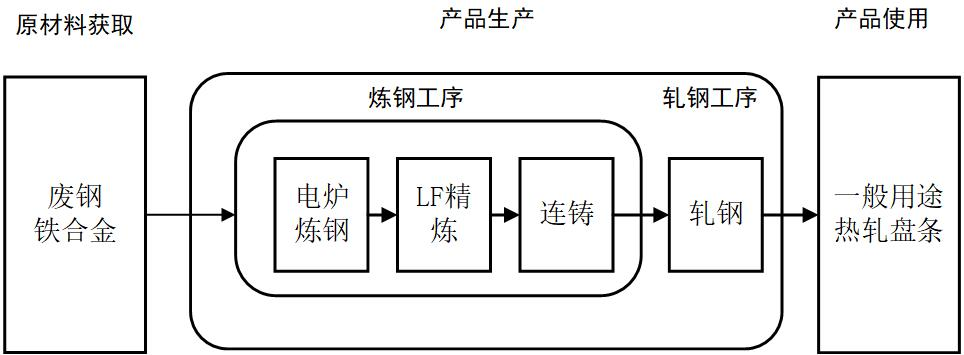 原材料获取
产品生产
产品使用
炼钢工序
轧钢工序
废钢
铁合金
电炉
炼钢
LF精
炼
连铸
轧钢
一般用途
热轧盘条